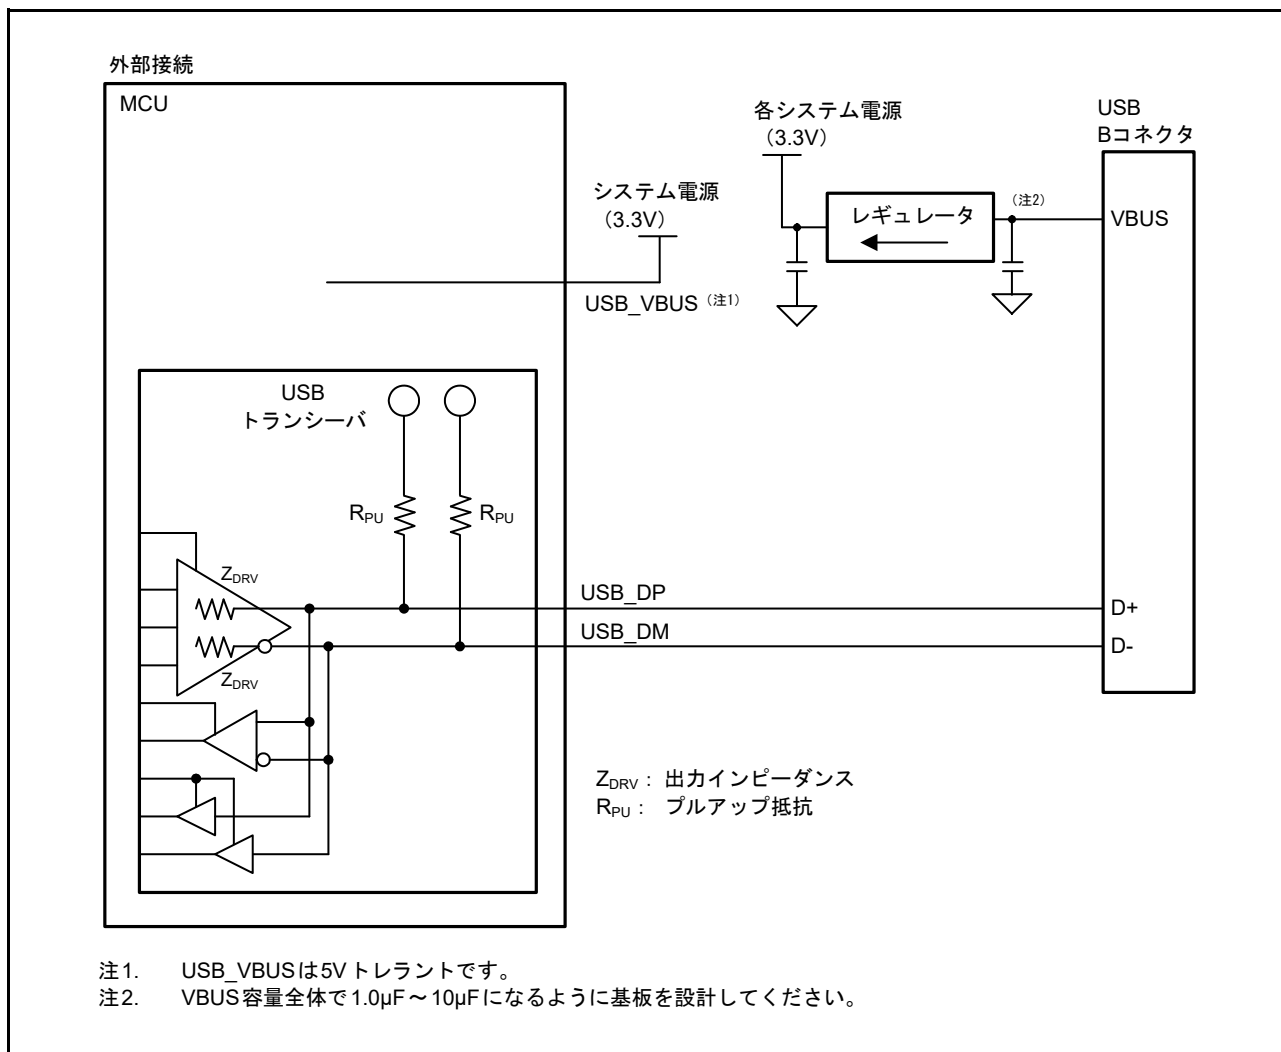 外部接続
MCU
各システム電源
（3.3V）
USB
Bコネクタ
システム電源
（3.3V）
レギュレータ
（注2）
VBUS
USB_VBUS（注1）
USB
トランシーバ
RPU
RPU
ZDRV
USB_DP
D+
USB_DM
D-
ZDRV
ZDRV： 出力インピーダンス
RPU： プルアップ抵抗
注1. USB_VBUSは5Vトレラントです。
注2. VBUS容量全体で1.0μF～10μFになるように基板を設計してください。